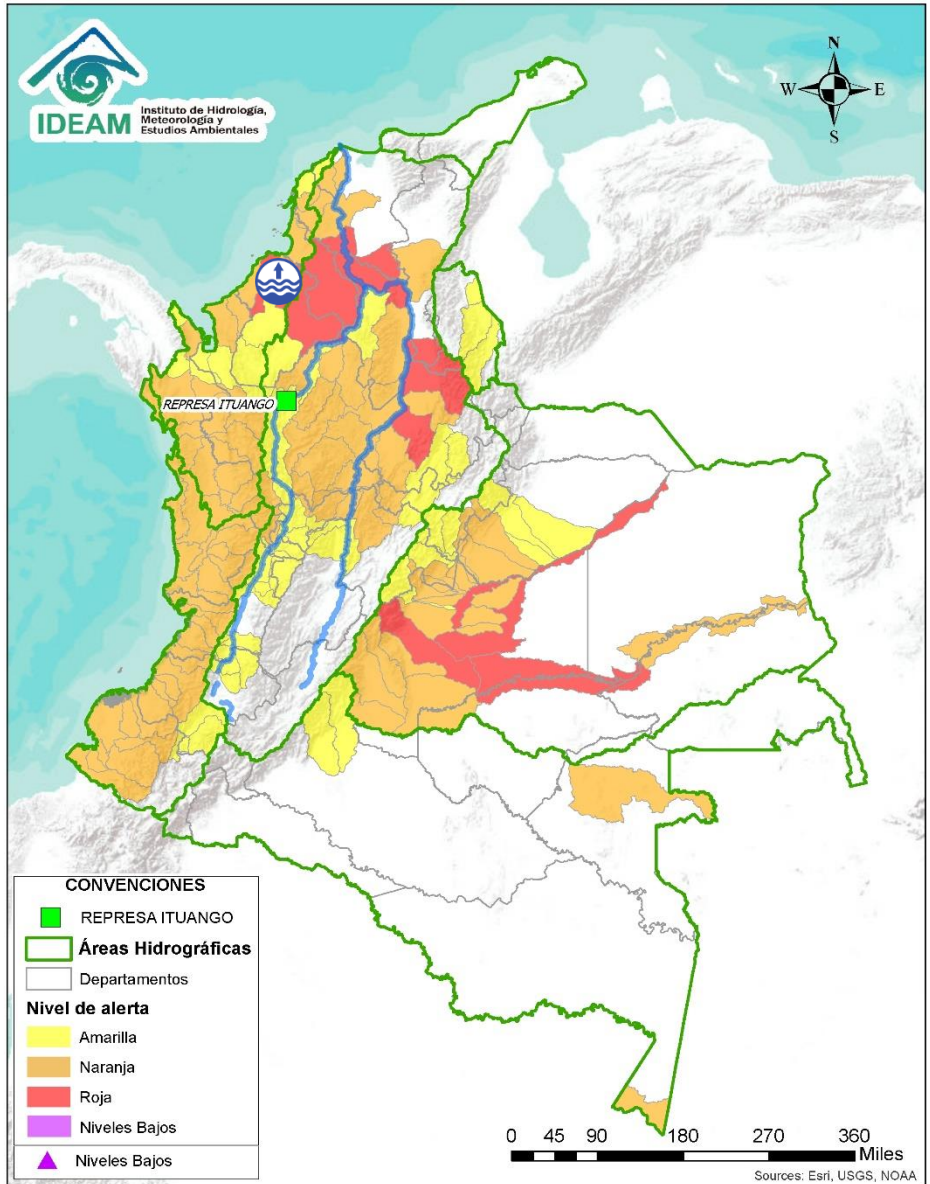 IDEAM
Instituto de Hidrología,
Meteorología y
Estudios Ambientales
N
W
E
S
REPRESA ITUANGO
CONVENCIONES
REPRESA ITUANGO
Áreas Hidrográficas
Departamentos
Nivel de alerta
Amarilla
Naranja
Roja
Niveles Bajos
Niveles Bajos
0 45 90 180 270 360
Miles
Sources: Esri, USGS, NOAA